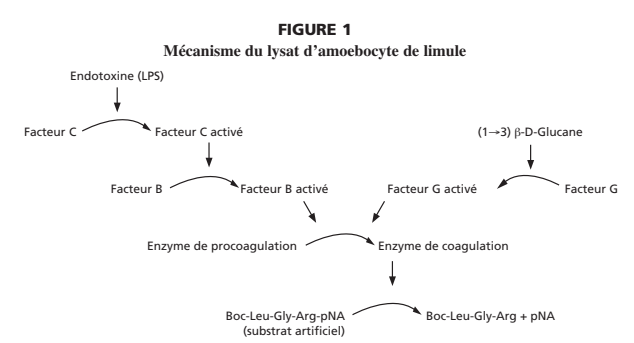 FIGURE 1
Mécanisme du lysat d'amoebocyte de limule
Endotoxine (LPS)
Facteur C
Facteur C activé
(1→3) β-D-Glucane
Facteur B
Facteur B activé
Facteur G activé
Facteur G
Enzyme de procoagulation
Enzyme de coagulation
Boc-Leu-Gly-Arg-pNA
(substrat artificiel)
Boc-Leu-Gly-Arg + pNA